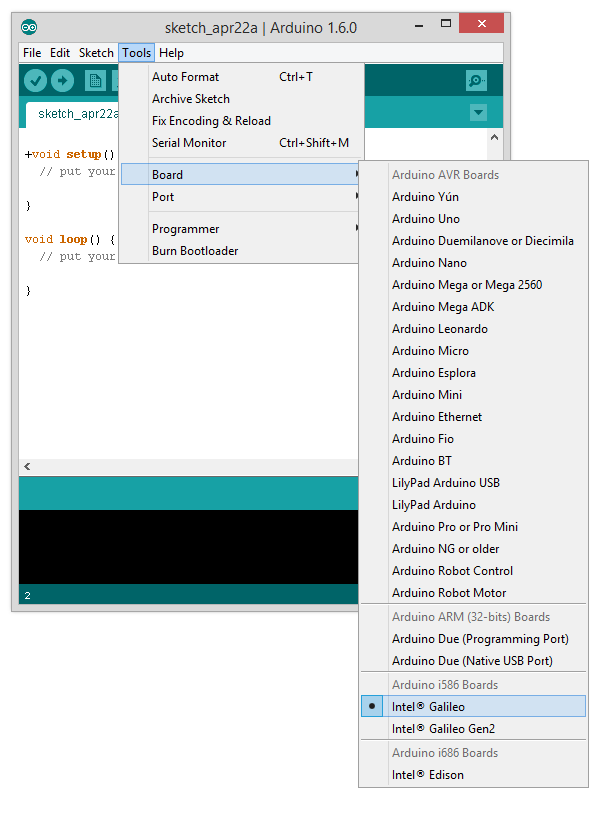 sketch_apr22a | Arduino 1.6.0
File Edit Sketch Tools Help
Auto Format Ctrl+T
Archive Sketch
Fix Encoding & Reload
Serial Monitor Ctrl+Shift+M
Board
Port
Programmer
Burn Bootloader
sketch_apr22a
+void setup()
// put your
}
void loop() {
// put your
}
2
Arduino AVR Boards
Arduino Yún
Arduino Uno
Arduino Duemilanove or Diecimila
Arduino Nano
Arduino Mega or Mega 2560
Arduino Mega ADK
Arduino Leonardo
Arduino Micro
Arduino Esplora
Arduino Mini
Arduino Ethernet
Arduino Fio
Arduino BT
LilyPad Arduino USB
LilyPad Arduino
Arduino Pro or Pro Mini
Arduino NG or older
Arduino Robot Control
Arduino Robot Motor
Arduino ARM (32-bits) Boards
Arduino Due (Programming Port)
Arduino Due (Native USB Port)
Arduino i586 Boards
Intel® Galileo
Intel® Galileo Gen2
Arduino i686 Boards
Intel® Edison